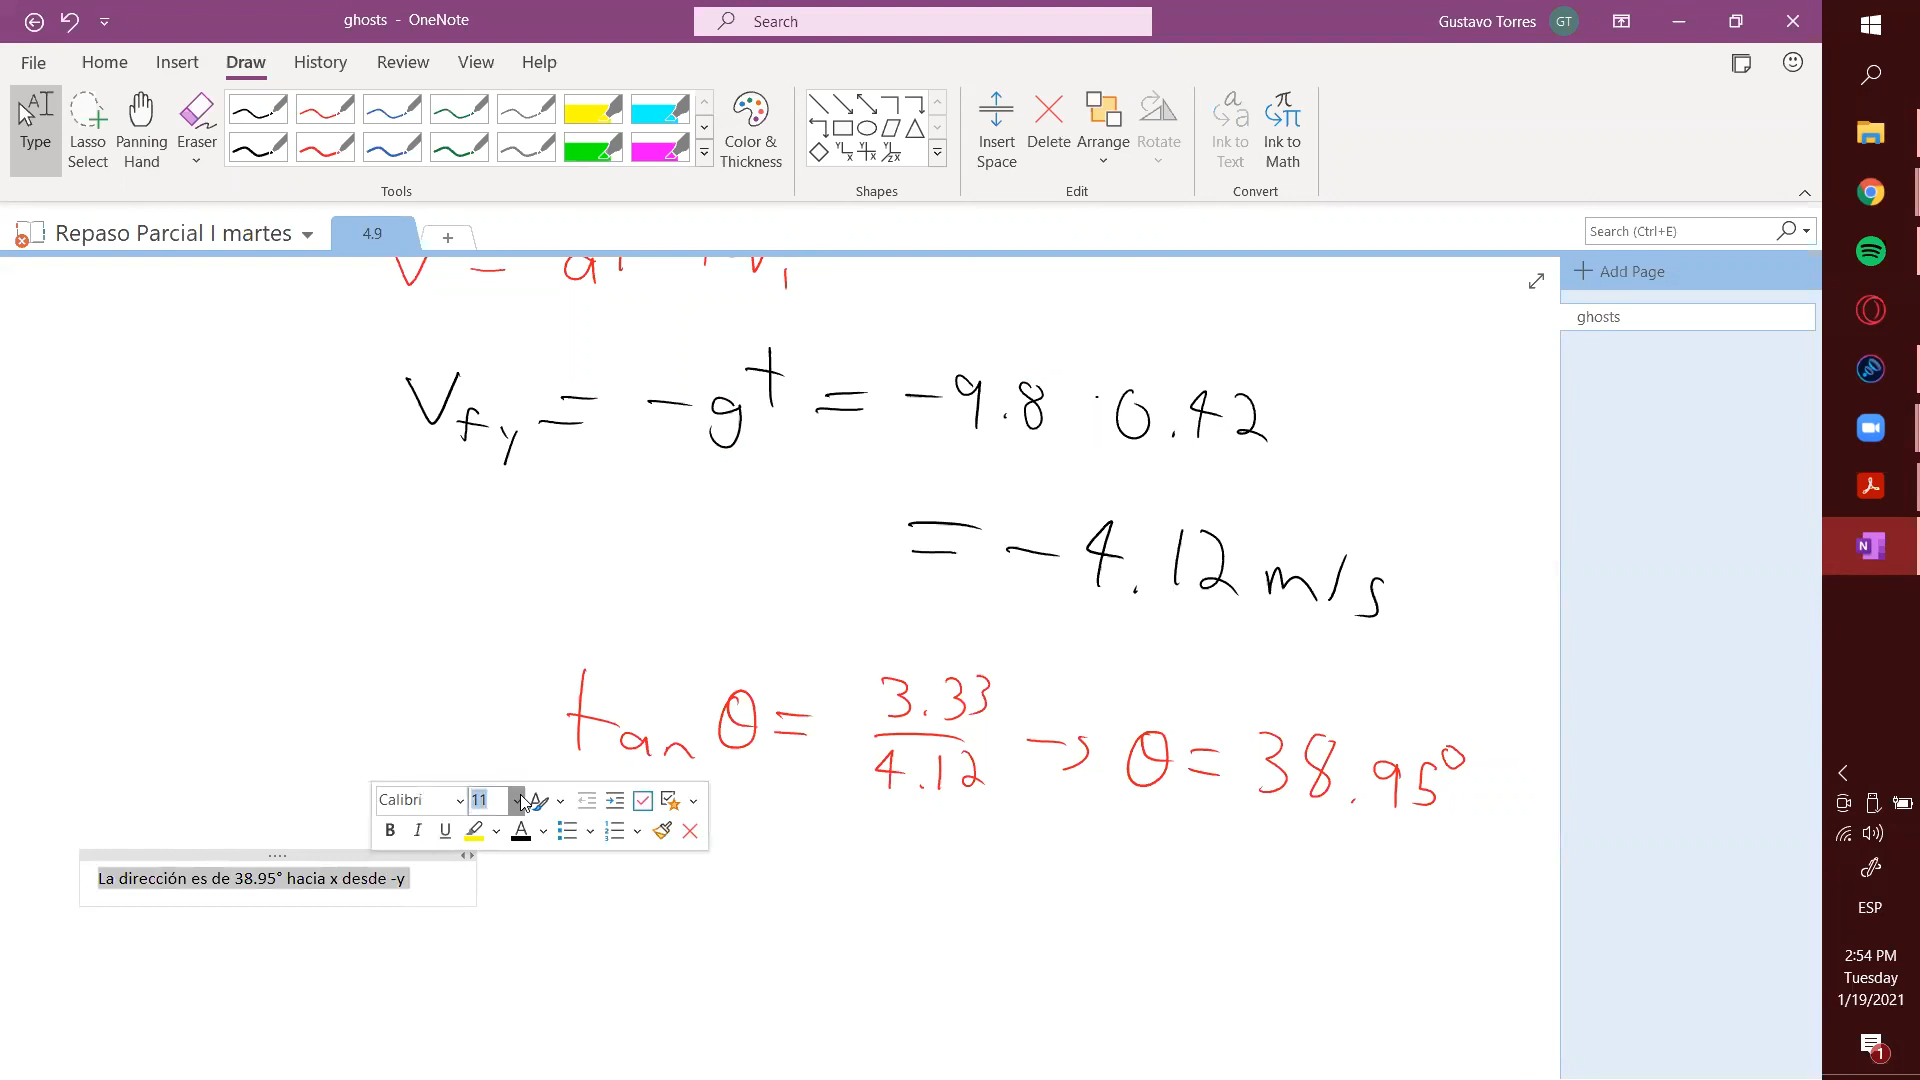 ghosts - OneNote
Search
Gustavo Torres
GT
File
Home
Insert
Draw
History
Review
View
Help
Type
Lasso Select
Panning Hand
Eraser
Color & Thickness
Insert Space
Delete
Arrange
Rotate
Ink to Text
Ink to Math
Tools
Shapes
Edit
Convert
Repaso Parcial I martes
4.9
Search (Ctrl+E)
Add Page
ghosts
V_fy = -gt = -9.8 · 0.42
= -4.12 m/s
tan θ = 3.33/4.12 → θ = 38.95°
Calibri
11
B I U
La dirección es de 38.95° hacia x desde -y
ESP
2:54 PM
Tuesday
1/19/2021
1